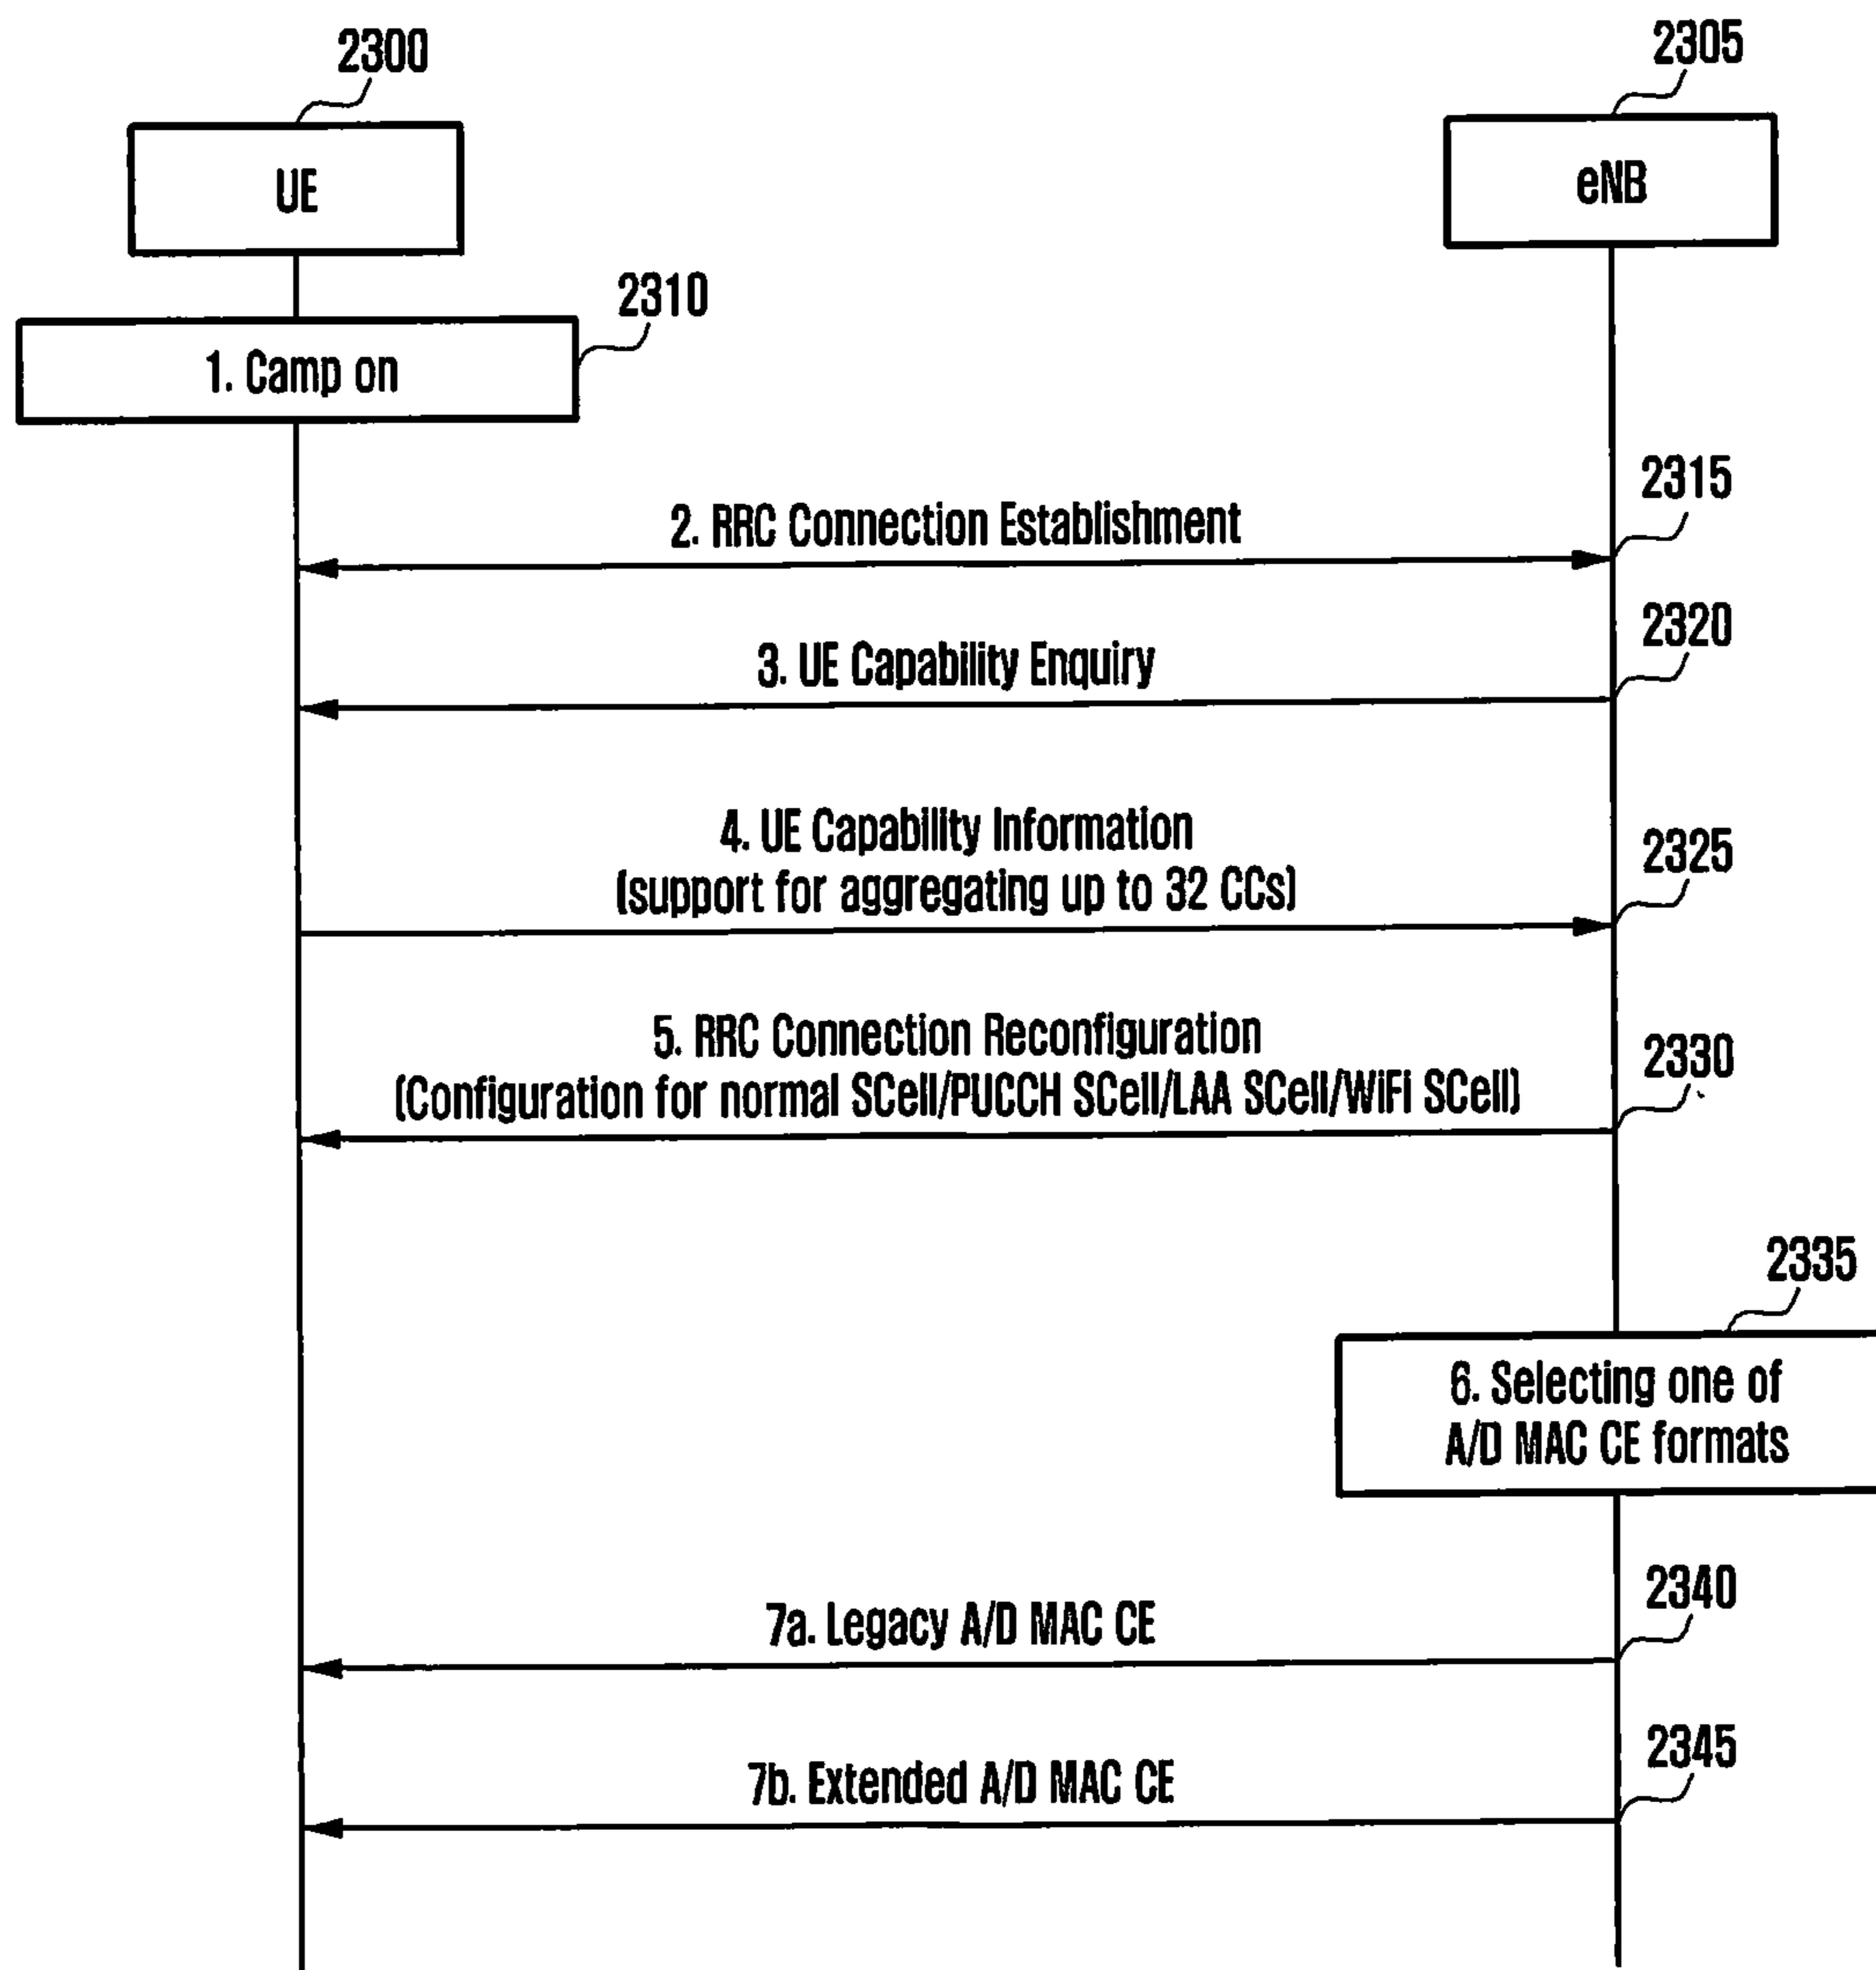 2300
2305
UE
eNB
2310
1. Camp on
2315
2. RRC Connection Establishment
2320
3. UE Capability Enquiry
4. UE Capability Information
(support for aggregating up to 32 CCs)
2325
5. RRC Connection Reconfiguration
(Configuration for normal SCell/PUCCH SCell/LAA SCell/WiFi SCell)
2330
2335
6. Selecting one of
A/D MAC CE formats
2340
7a. Legacy A/D MAC CE
2345
7b. Extended A/D MAC CE